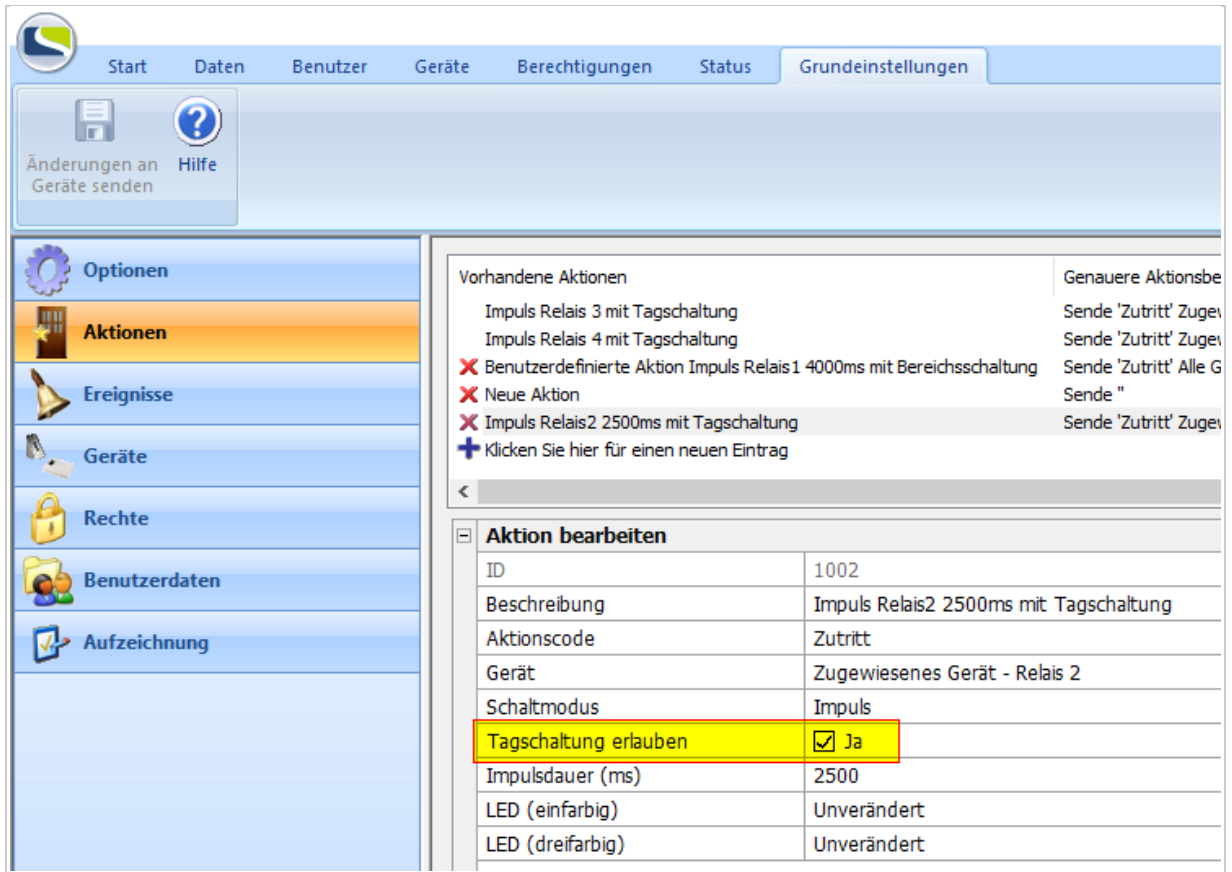 Start Daten Benutzer Geräte Berechtigungen Status Grundeinstellungen
Änderungen an
Geräte senden
Hilfe
Optionen
Aktionen
Ereignisse
Geräte
Rechte
Benutzerdaten
Aufzeichnung
Vorhandene Aktionen Genauere Aktionsbe
Impuls Relais 3 mit Tagschaltung Sende 'Zutritt' Zugew
Impuls Relais 4 mit Tagschaltung Sende 'Zutritt' Zugew
Benutzerdefinierte Aktion Impuls Relais1 4000ms mit Bereichsschaltung Sende 'Zutritt' Alle G
Neue Aktion Sende ''
Impuls Relais2 2500ms mit Tagschaltung Sende 'Zutritt' Zugew
Klicken Sie hier für einen neuen Eintrag
Aktion bearbeiten
ID 1002
Beschreibung Impuls Relais2 2500ms mit Tagschaltung
Aktionscode Zutritt
Gerät Zugewiesenes Gerät - Relais 2
Schaltmodus Impuls
Tagschaltung erlauben Ja
Impulsdauer (ms) 2500
LED (einfarbig) Unverändert
LED (dreifarbig) Unverändert